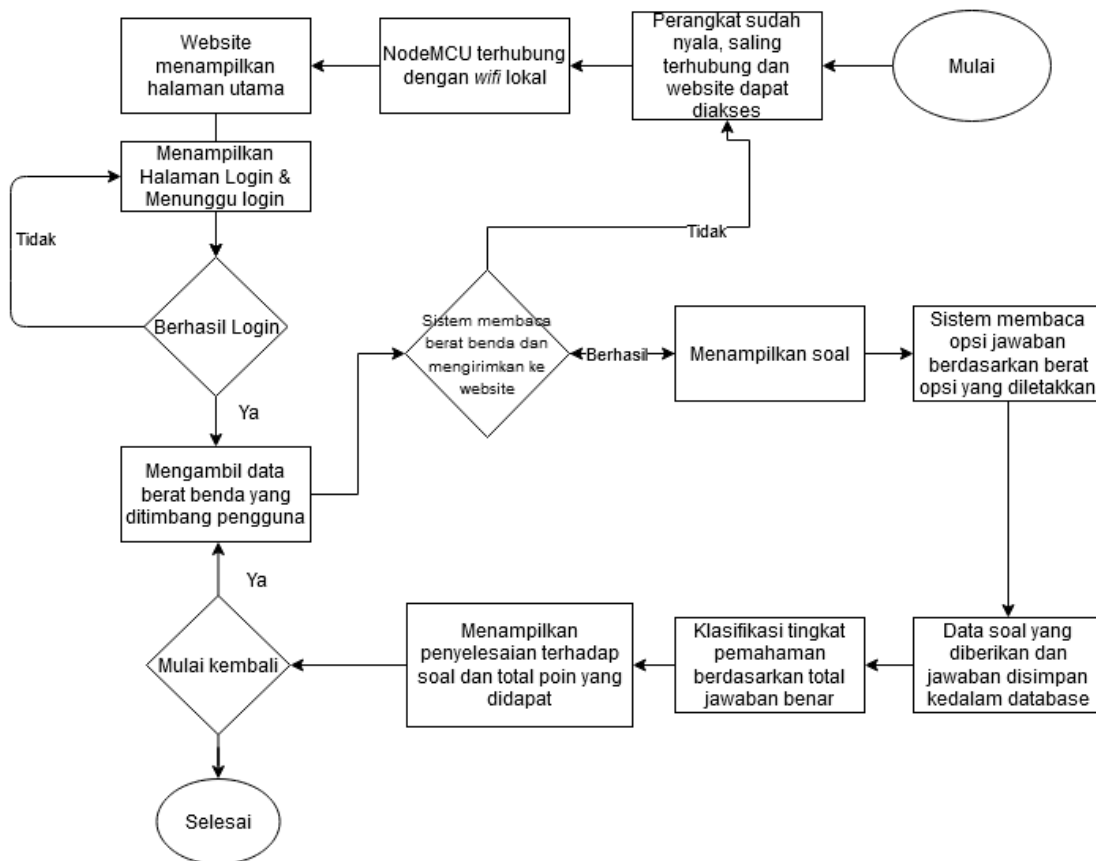 Mulai
Perangkat sudah
nyala, saling
terhubung dan
website dapat
diakses
NodeMCU terhubung
dengan wifi lokal
Website
menampilkan
halaman utama
Menampilkan
Halaman Login &
Menunggu login
Tidak
Berhasil Login
Ya
Mengambil data
berat benda yang
ditimbang pengguna
Sistem membaca
berat benda dan
mengirimkan ke
website
Tidak
Berhasil
Menampilkan soal
Sistem membaca
opsi jawaban
berdasarkan berat
opsi yang diletakkan
Data soal yang
diberikan dan
jawaban disimpan
kedalam database
Klasifikasi tingkat
pemahaman
berdasarkan total
jawaban benar
Menampilkan
penyelesaian terhadap
soal dan total poin yang
didapat
Mulai kembali
Ya
Selesai